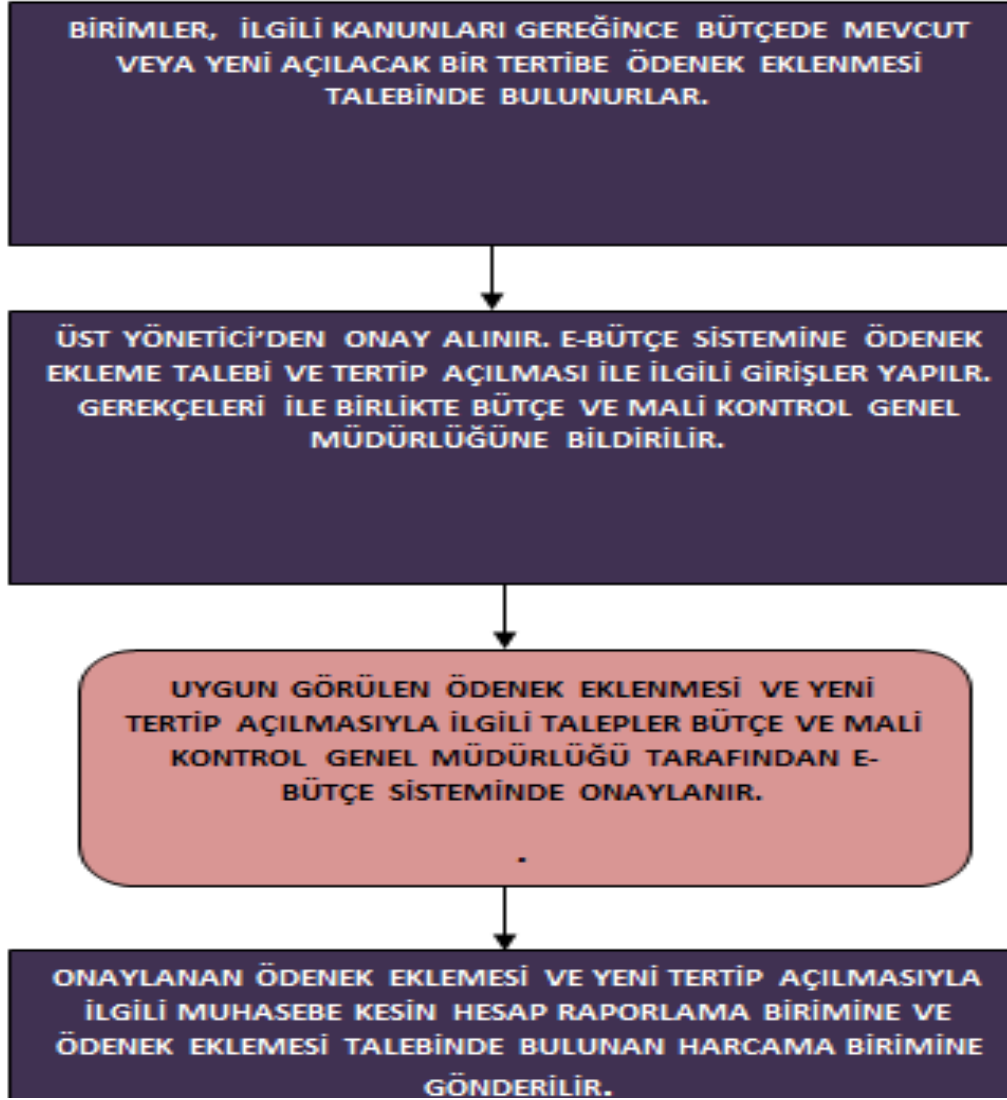 BİRİMLER, İLGİLİ KANUNLARI GEREĞİNCE BÜTÇEDE MEVCUT
VEYA YENİ AÇILACAK BİR TERTİBE ÖDENEK EKLENMESİ
TALEBİNDE BULUNURLAR.
ÜST YÖNETİCİ'DEN ONAY ALINIR. E-BÜTÇE SİSTEMİNE ÖDENEK
EKLEME TALEBİ VE TERTİP AÇILMASI İLE İLGİLİ GİRİŞLER YAPILR.
GEREKÇELERİ İLE BİRLİKTE BÜTÇE VE MALİ KONTROL GENEL
MÜDÜRLÜĞÜNE BİLDİRİLİR.
UYGUN GÖRÜLEN ÖDENEK EKLENMESİ VE YENİ
TERTİP AÇILMASIYLA İLGİLİ TALEPLER BÜTÇE VE MALİ
KONTROL GENEL MÜDÜRLÜĞÜ TARAFINDAN E-
BÜTÇE SİSTEMİNDE ONAYLANIR.
.
ONAYLANAN ÖDENEK EKLEMESİ VE YENİ TERTİP AÇILMASIYLA
İLGİLİ MUHASEBE KESİN HESAP RAPORLAMA BİRİMİNE VE
ÖDENEK EKLEMESİ TALEBİNDE BULUNAN HARCAMA BİRİMİNE
GÖNDERİLİR.